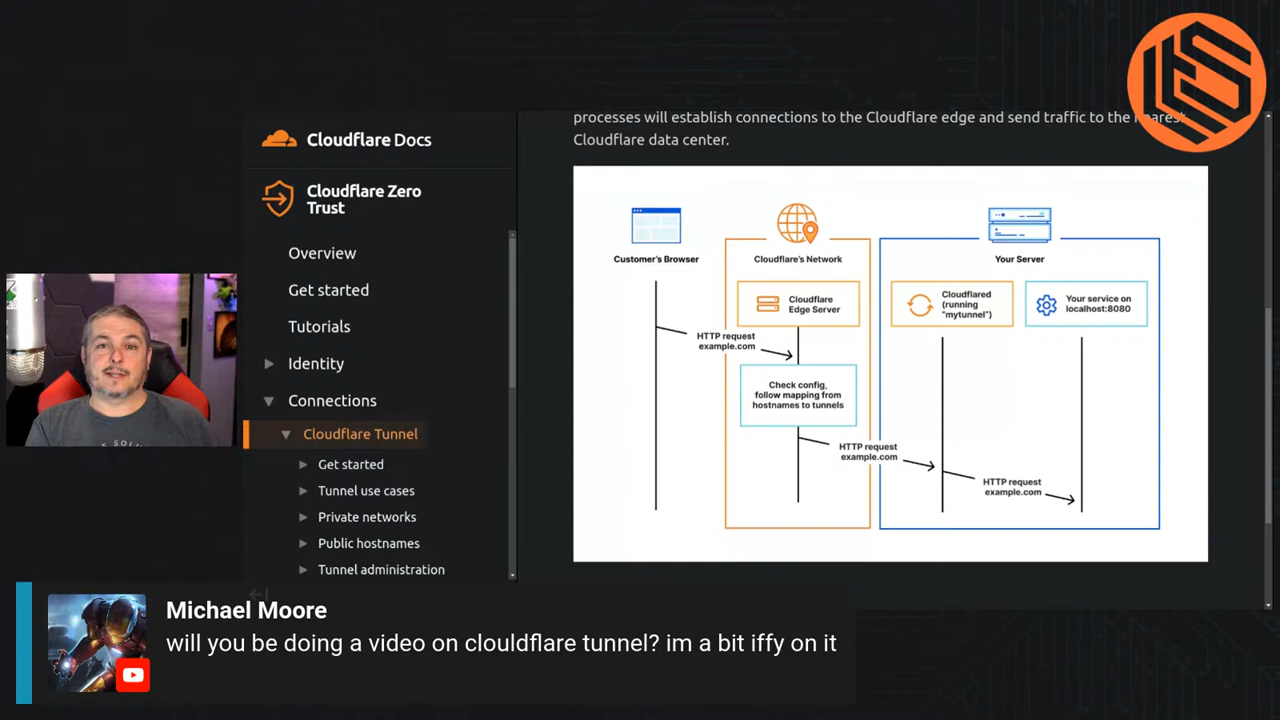 processes will establish connections to the Cloudflare edge and send traffic to the nearest
Cloudflare data center.
Cloudflare Docs
Cloudflare Zero
Trust
Overview
Get started
Tutorials
Identity
Connections
Cloudflare Tunnel
Get started
Tunnel use cases
Private networks
Public hostnames
Tunnel administration
Customer's Browser
Cloudflare's Network
Your Server
Cloudflare
Edge Server
Cloudflared
(running
"mytunnel")
Your service on
localhost:8080
HTTP request
example.com
Check config,
follow mapping from
hostnames to tunnels
HTTP request
example.com
HTTP request
example.com
Michael Moore
will you be doing a video on clouldflare tunnel? im a bit iffy on it